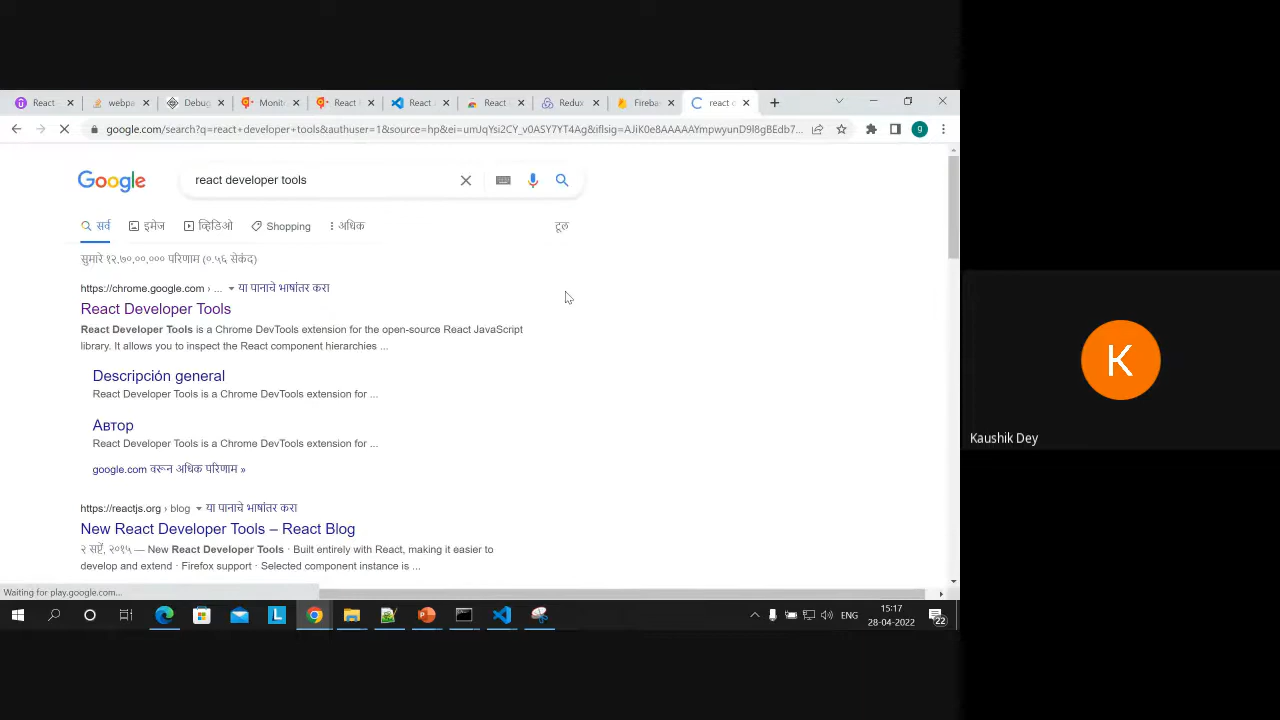 React
webpa
Debug
Monit
React
React
React
Redux
Fireba
react d
google.com/search?q=react+developer+tools&authuser=1&source=hp&ei=umJqYsi2CY_v0ASY7YT4Ag&iflsig=AJiK0e8AAAAAYmpwyunD9l8gBEdb7...
g
Google
react developer tools
सर्व
इमेज
व्हिडिओ
Shopping
अधिक
टूल
सुमारे १२,७०,००,००० परिणाम (०.५६ सेकंद)
https://chrome.google.com › ... या पानाचे भाषांतर करा
React Developer Tools
React Developer Tools is a Chrome DevTools extension for the open-source React JavaScript
library. It allows you to inspect the React component hierarchies ...
Descripción general
React Developer Tools is a Chrome DevTools extension for ...
Автор
React Developer Tools is a Chrome DevTools extension for ...
google.com वरून अधिक परिणाम »
https://reactjs.org › blog या पानाचे भाषांतर करा
New React Developer Tools – React Blog
२ सप्टें, २०१५ — New React Developer Tools · Built entirely with React, making it easier to
develop and extend · Firefox support · Selected component instance is ...
Waiting for play.google.com...
L
ENG
15:17
28-04-2022
22
K
Kaushik Dey